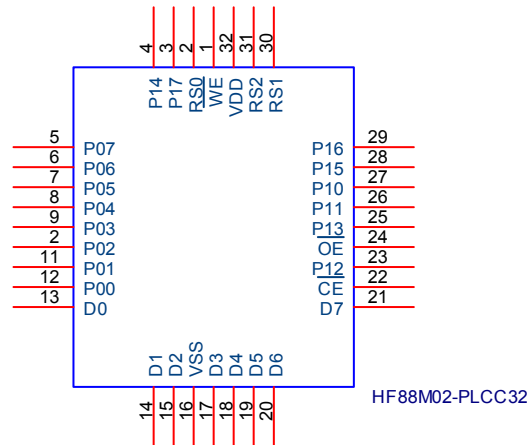 4 3 2 1 32 31 30
P14 P17 RS0 WE VDD RS2 RS1
5 P07 P16 29
6 P06 P15 28
7 P05 P10 27
8 P04 P11 26
9 P03 P13 25
2 P02 OE 24
11 P01 P12 23
12 P00 CE 22
13 D0 D7 21
D1 D2 VSS D3 D4 D5 D6
14 15 16 17 18 19 20
HF88M02-PLCC32